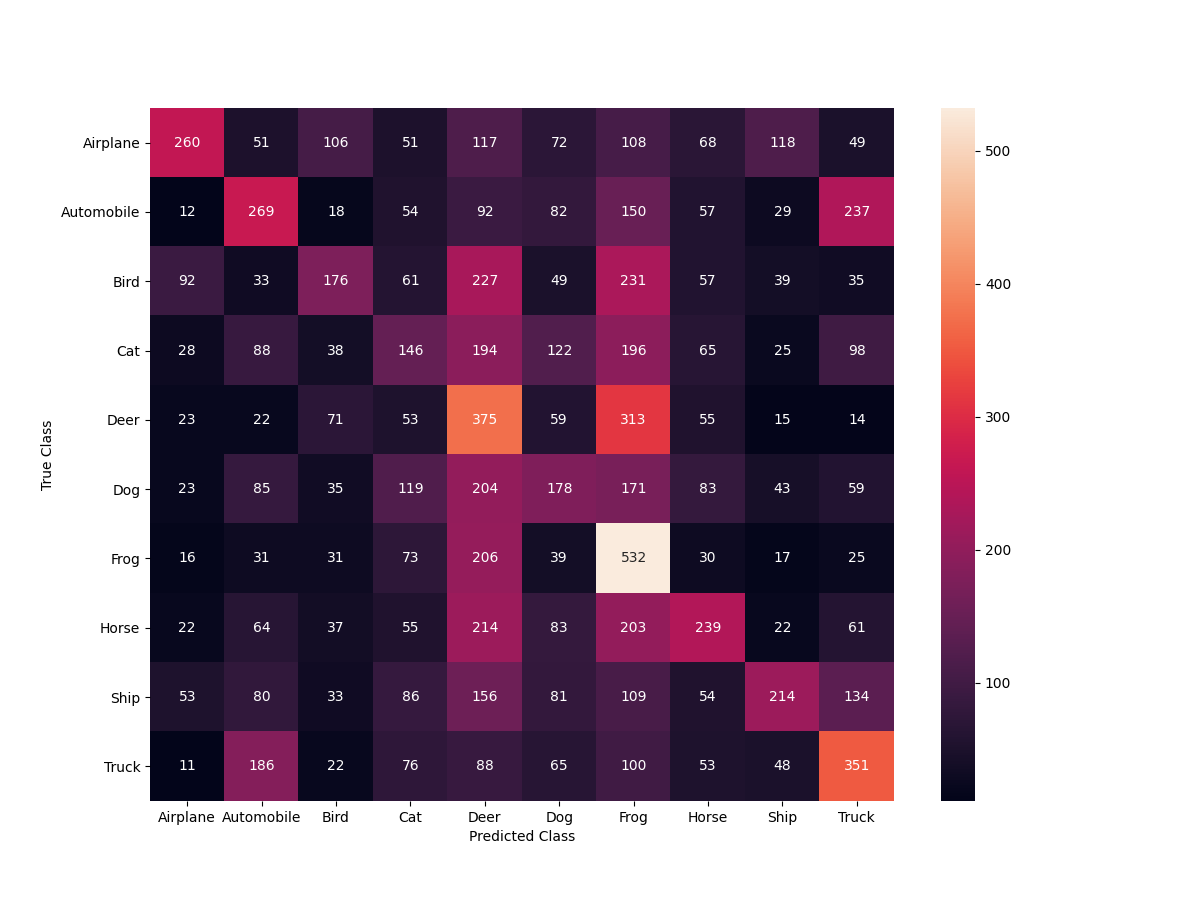 Airplane 260 51 106 51 117 72 108 68 118 49
Automobile 12 269 18 54 92 82 150 57 29 237
Bird 92 33 176 61 227 49 231 57 39 35
Cat 28 88 38 146 194 122 196 65 25 98
Deer 23 22 71 53 375 59 313 55 15 14
Dog 23 85 35 119 204 178 171 83 43 59
Frog 16 31 31 73 206 39 532 30 17 25
Horse 22 64 37 55 214 83 203 239 22 61
Ship 53 80 33 86 156 81 109 54 214 134
Truck 11 186 22 76 88 65 100 53 48 351
Airplane Automobile Bird Cat Deer Dog Frog Horse Ship Truck
Predicted Class
True Class
500
400
300
200
100